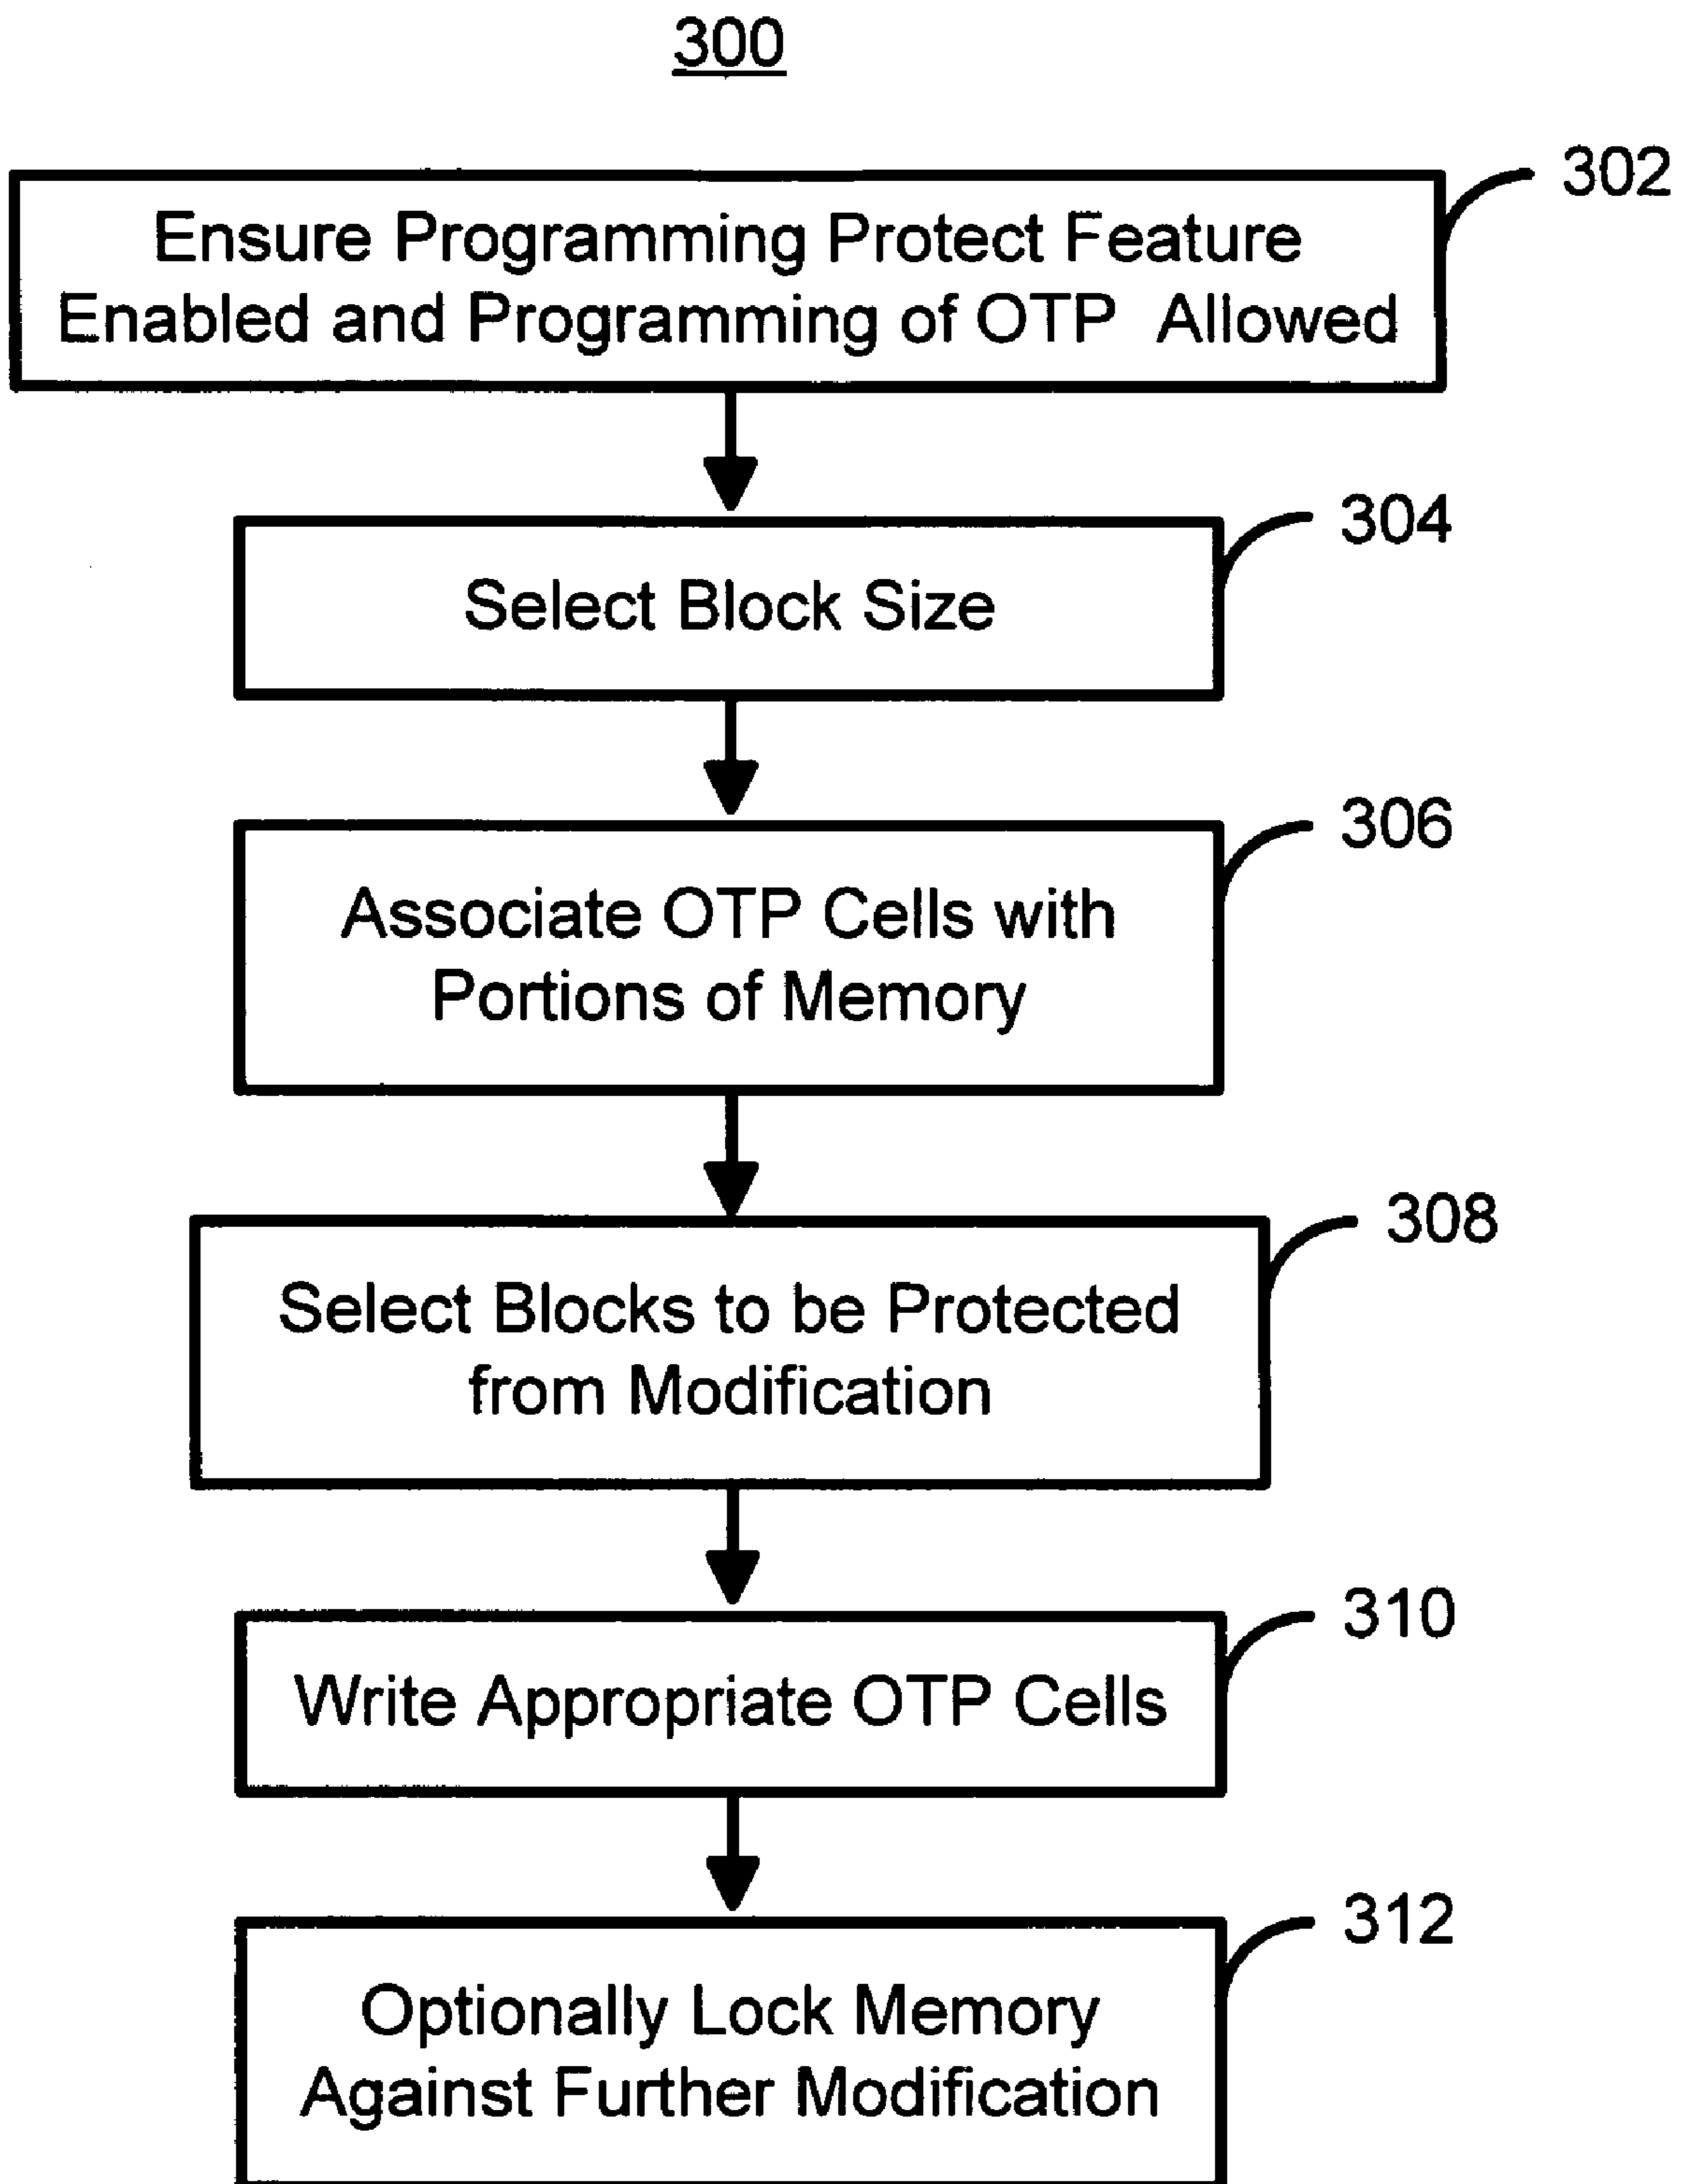 300
302
Ensure Programming Protect Feature
Enabled and Programming of OTP Allowed
304
Select Block Size
306
Associate OTP Cells with
Portions of Memory
308
Select Blocks to be Protected
from Modification
310
Write Appropriate OTP Cells
312
Optionally Lock Memory
Against Further Modification